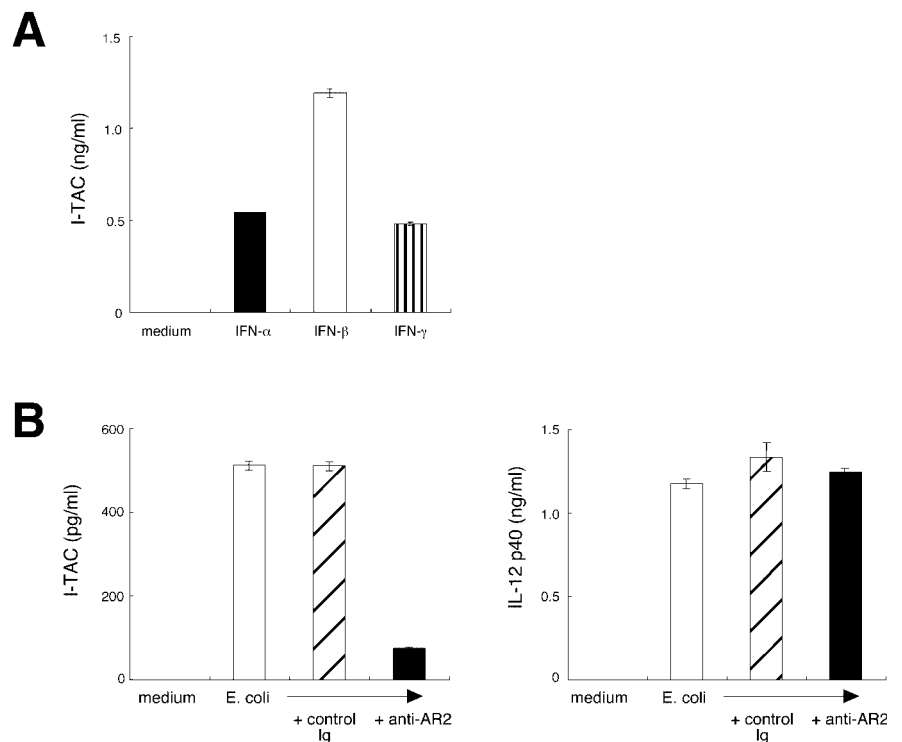 A
I-TAC (ng/ml)
1.5
1.0
0.5
0
medium IFN-α IFN-β IFN-γ
B
I-TAC (pg/ml)
600
400
200
0
medium E. coli
+ control + anti-AR2
Ig
IL-12 p40 (ng/ml)
1.5
1.0
0.5
0
medium E. coli
+ control + anti-AR2
Ig